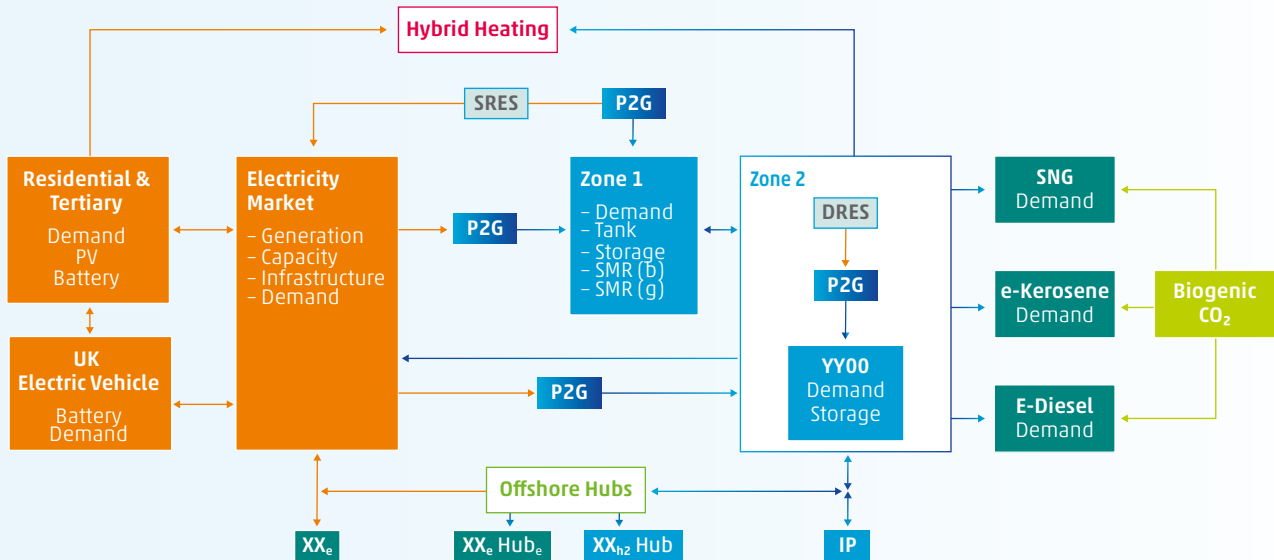 Hybrid Heating
SRES
P2G
Residential &
Tertiary
Demand
PV
Battery
Electricity
Market
– Generation
– Capacity
– Infrastructure
– Demand
P2G
Zone 1
– Demand
– Tank
– Storage
– SMR (b)
– SMR (g)
Zone 2
DRES
P2G
YY00
Demand
Storage
SNG
Demand
e-Kerosene
Demand
E-Diesel
Demand
Biogenic
CO₂
UK
Electric Vehicle
Battery
Demand
P2G
Offshore Hubs
XXₑ
XXₑ Hubₑ
XXₕ₂ Hub
IP